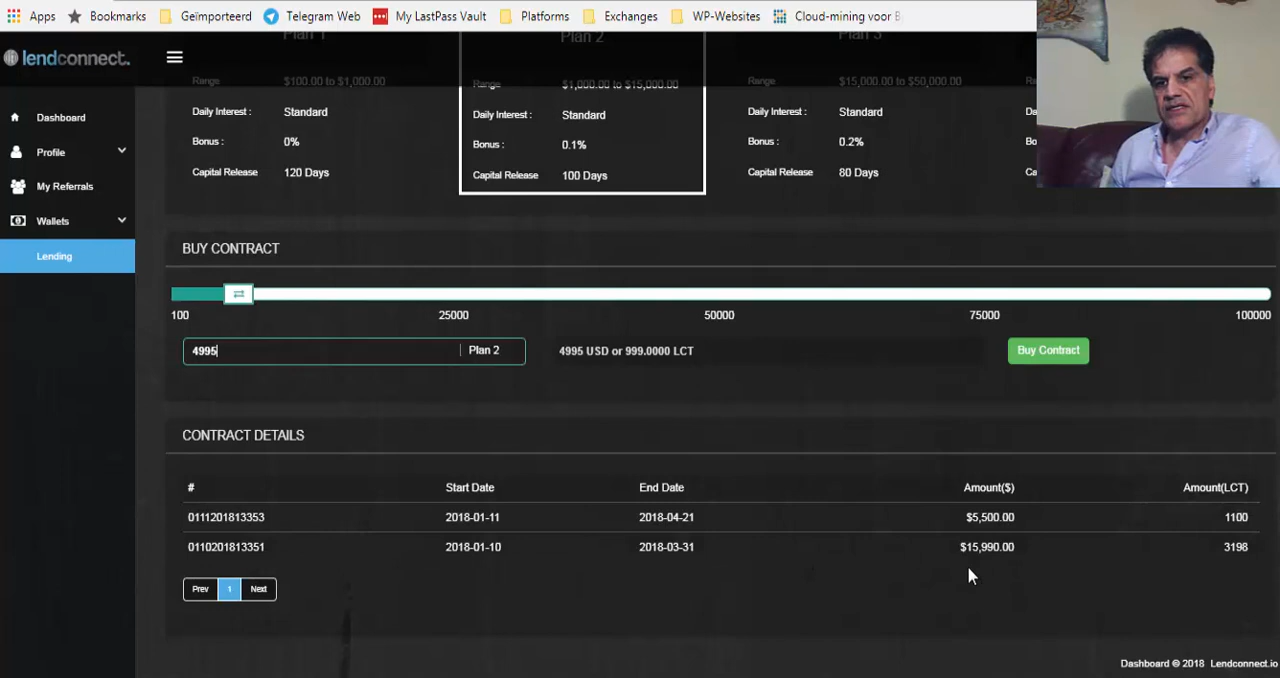 Apps Bookmarks Geïmporteerd Telegram Web My LastPass Vault Platforms Exchanges WP-Websites Cloud-mining voor
lendconnect.
Plan 1 Plan 2 Plan 3
Range $100.00 to $1,000.00 Range $1,000.00 to $15,000.00 Range $15,000.00 to $50,000.00
Dashboard
Daily Interest : Standard Daily Interest : Standard Daily Interest : Standard
Profile
Bonus : 0% Bonus : 0.1% Bonus : 0.2%
Capital Release 120 Days Capital Release 100 Days Capital Release 80 Days
My Referrals
Wallets
Lending
BUY CONTRACT
100 25000 50000 75000 100000
4995 Plan 2 4995 USD or 999.0000 LCT Buy Contract
CONTRACT DETAILS
# Start Date End Date Amount($) Amount(LCT)
0111201813353 2018-01-11 2018-04-21 $5,500.00 1100
0110201813351 2018-01-10 2018-03-31 $15,990.00 3198
Prev 1 Next
Dashboard © 2018 Lendconnect.io